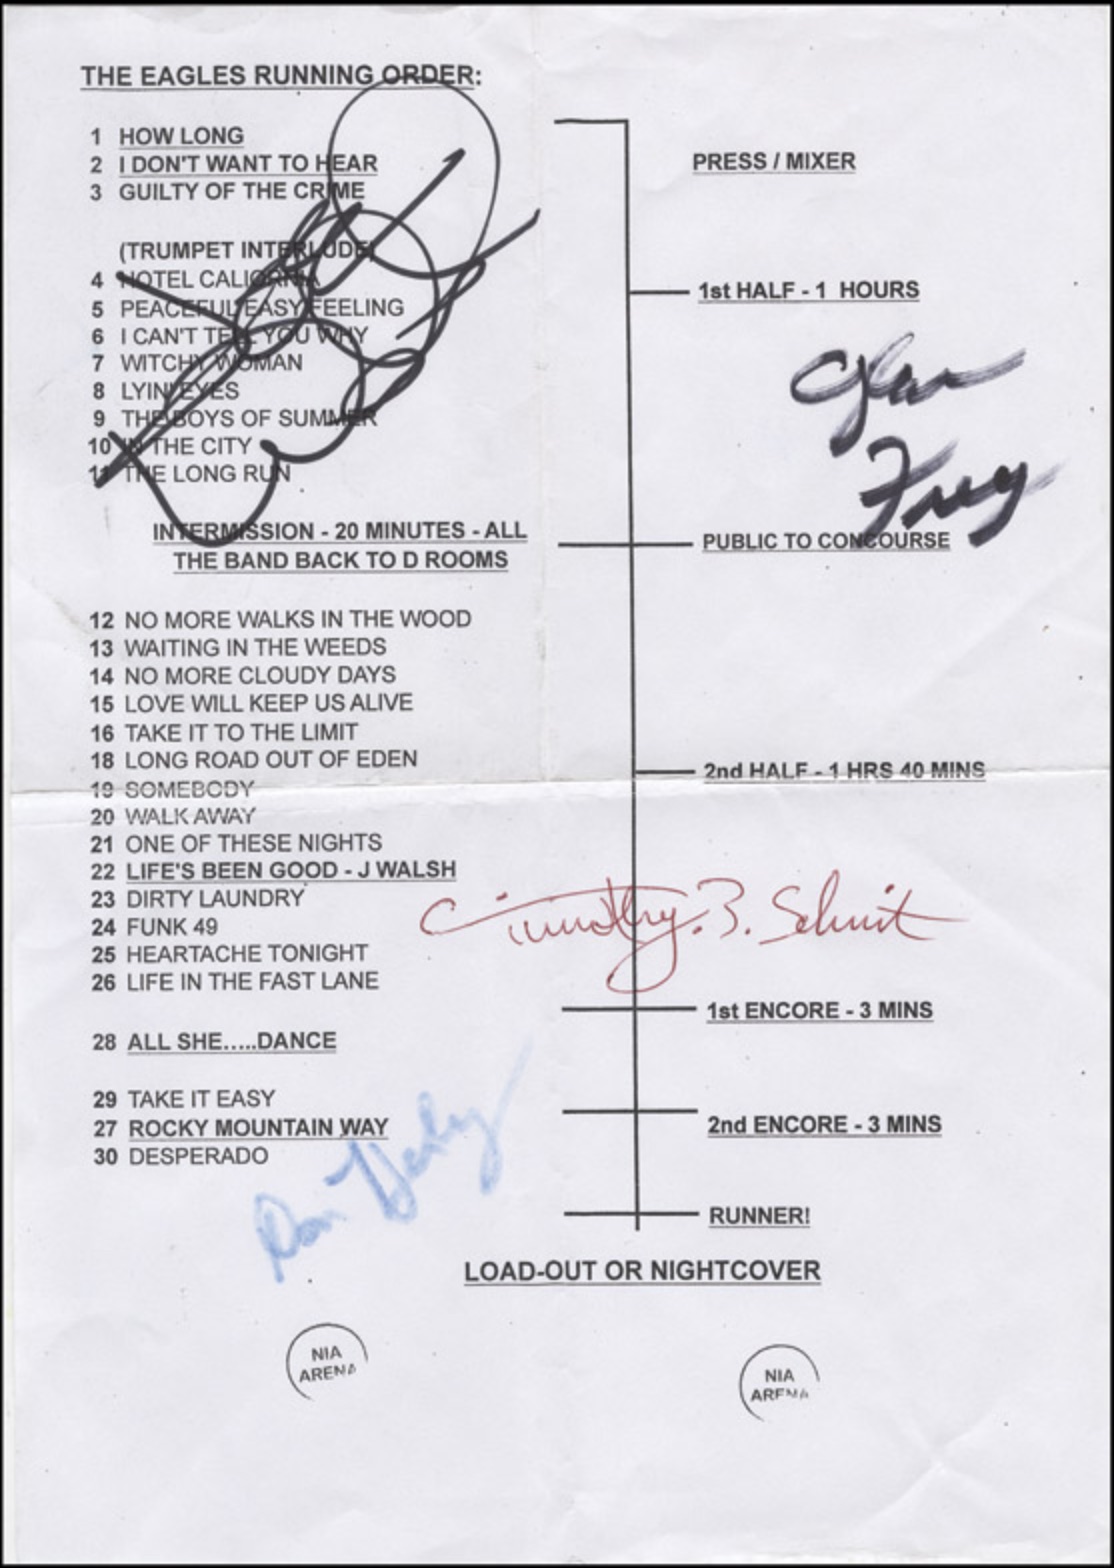 THE EAGLES RUNNING ORDER:
1 HOW LONG
2 I DON'T WANT TO HEAR
3 GUILTY OF THE CRIME
(TRUMPET INTERLUDE)
4 HOTEL CALIORNIA
5 PEACEFUL EASY FEELING
6 I CAN'T TELL YOU WHY
7 WITCHY WOMAN
8 LYIN EYES
9 THE BOYS OF SUMMER
10 IN THE CITY
11 THE LONG RUN
INTERMISSION - 20 MINUTES - ALL
THE BAND BACK TO D ROOMS
12 NO MORE WALKS IN THE WOOD
13 WAITING IN THE WEEDS
14 NO MORE CLOUDY DAYS
15 LOVE WILL KEEP US ALIVE
16 TAKE IT TO THE LIMIT
18 LONG ROAD OUT OF EDEN
19 SOMEBODY
20 WALK AWAY
21 ONE OF THESE NIGHTS
22 LIFE'S BEEN GOOD - J WALSH
23 DIRTY LAUNDRY
24 FUNK 49
25 HEARTACHE TONIGHT
26 LIFE IN THE FAST LANE
28 ALL SHE.....DANCE
29 TAKE IT EASY
27 ROCKY MOUNTAIN WAY
30 DESPERADO
Don Henley
PRESS / MIXER
1st HALF - 1 HOURS
Glenn
Frey
PUBLIC TO CONCOURSE
2nd HALF - 1 HRS 40 MINS
Timothy B. Schmit
1st ENCORE - 3 MINS
2nd ENCORE - 3 MINS
RUNNER!
LOAD-OUT OR NIGHTCOVER
NIA
ARENA
NIA
ARENA